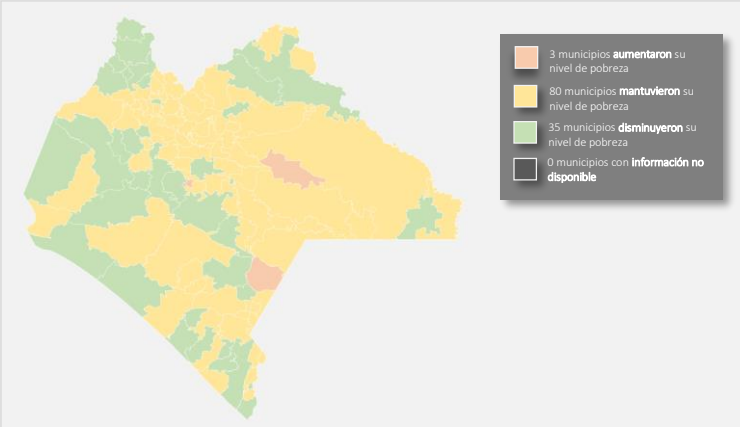 3 municipios aumentaron su
nivel de pobreza
80 municipios mantuvieron su
nivel de pobreza
35 municipios disminuyeron su
nivel de pobreza
0 municipios con información no
disponible